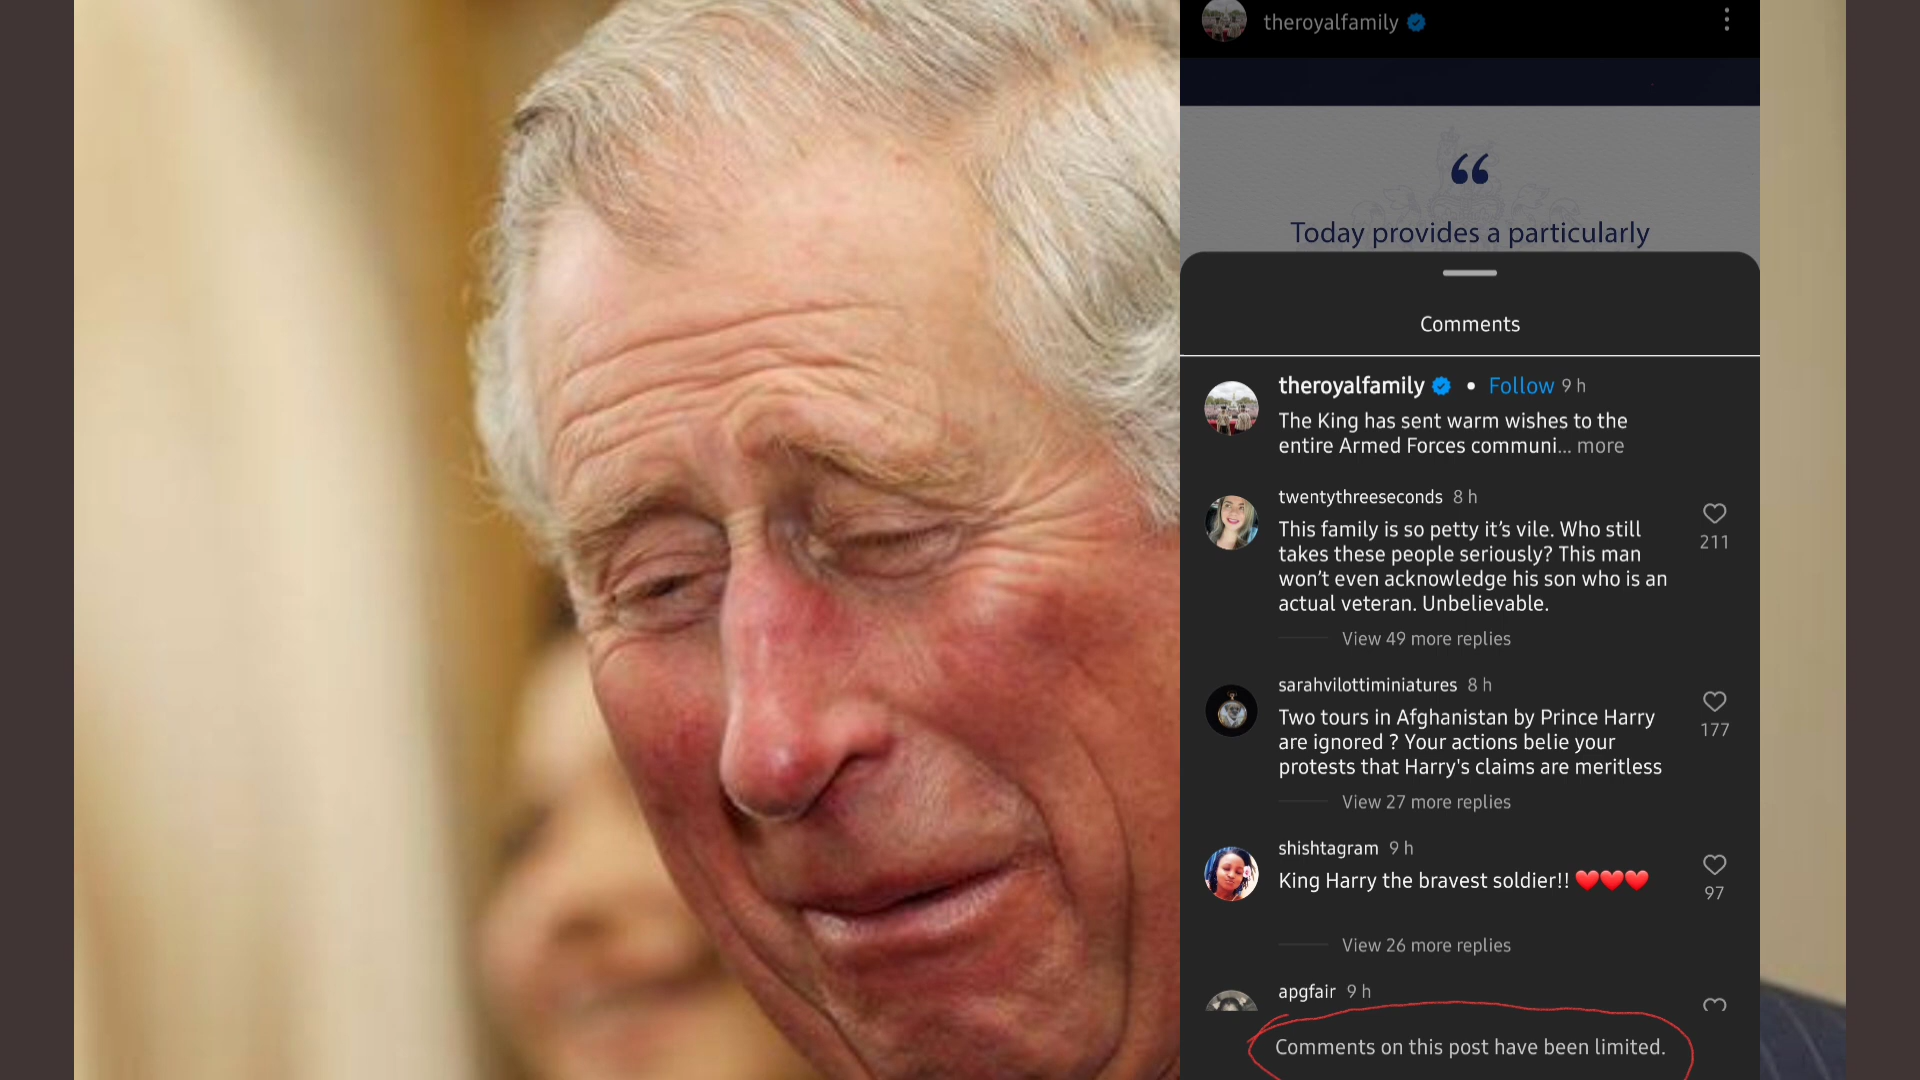 theroyalfamily
“
Today provides a particularly
Comments
theroyalfamily • Follow 9 h
The King has sent warm wishes to the
entire Armed Forces communi... more
twentythreeseconds 8 h
This family is so petty it’s vile. Who still
takes these people seriously? This man
won’t even acknowledge his son who is an
actual veteran. Unbelievable.
211
View 49 more replies
sarahvilottiminiatures 8 h
Two tours in Afghanistan by Prince Harry
are ignored ? Your actions belie your
protests that Harry's claims are meritless
177
View 27 more replies
shishtagram 9 h
King Harry the bravest soldier!! ❤️❤️❤️
97
View 26 more replies
apgfair 9 h
Comments on this post have been limited.